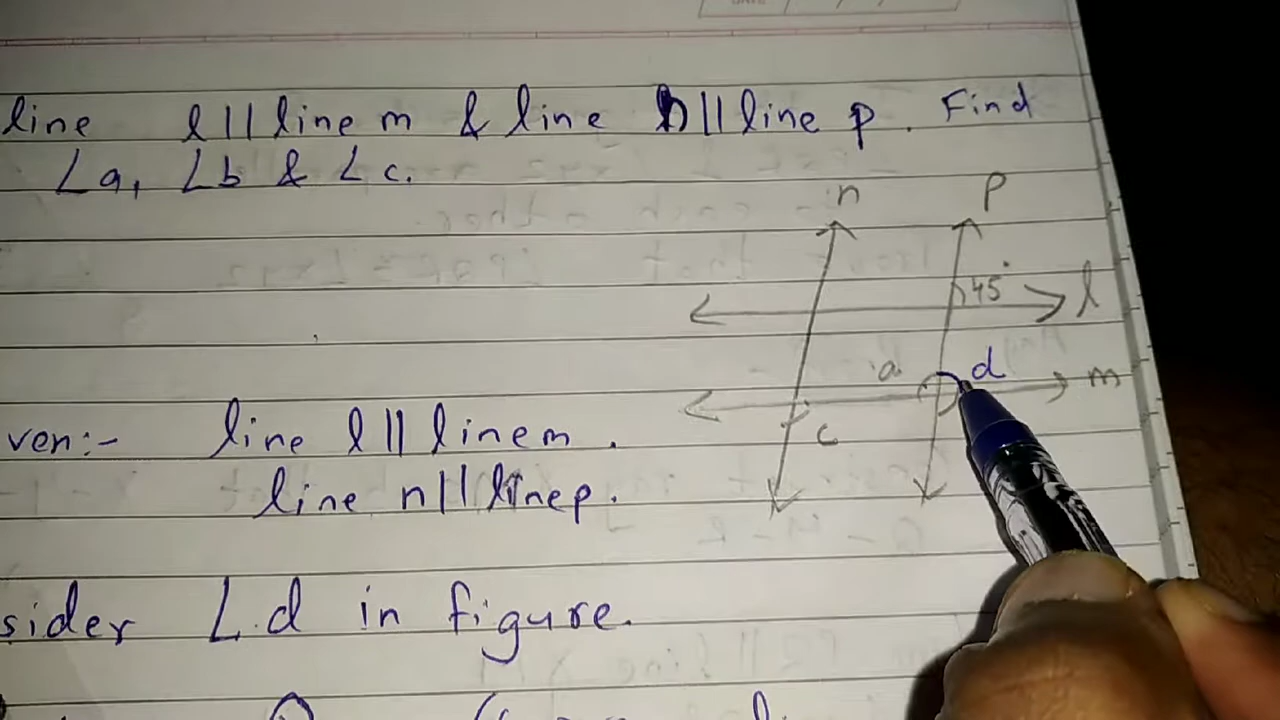 line l || line m & line n || line p. Find
∠a, ∠b & ∠c.
n p
45° l
a d m
c
ven:- line l || line m.
line n || line p.
sider ∠d in figure.